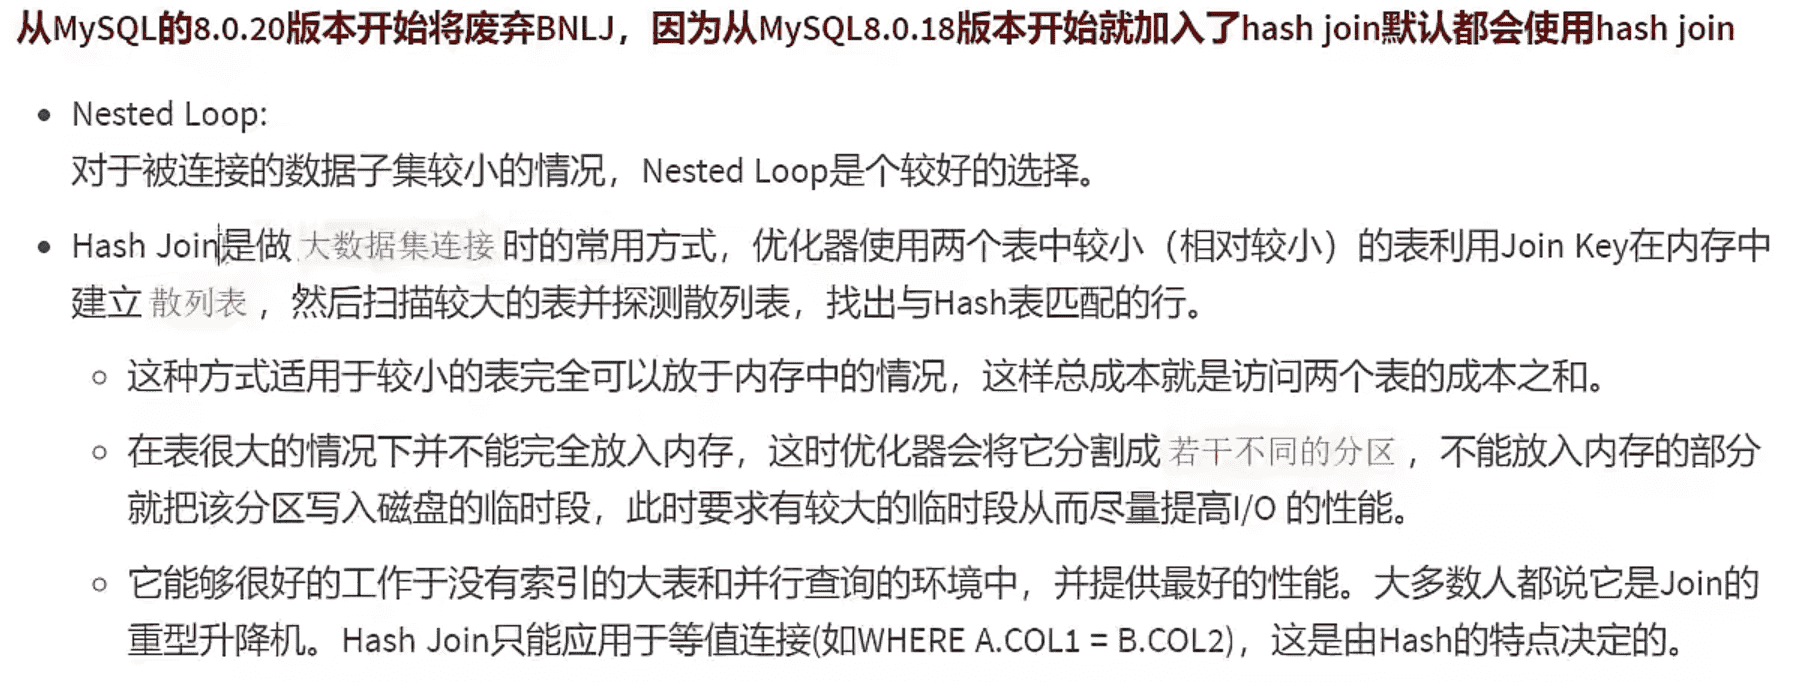 从MySQL的8.0.20版本开始将废弃BNLJ，因为从MySQL8.0.18版本开始就加入了hash join默认都会使用hash join
• Nested Loop:
对于被连接的数据子集较小的情况，Nested Loop是个较好的选择。
• Hash Join是做 大数据集连接 时的常用方式，优化器使用两个表中较小（相对较小）的表利用Join Key在内存中
建立 散列表 ，然后扫描较大的表并探测散列表，找出与Hash表匹配的行。
○ 这种方式适用于较小的表完全可以放于内存中的情况，这样总成本就是访问两个表的成本之和。
○ 在表很大的情况下并不能完全放入内存，这时优化器会将它分割成 若干不同的分区 ，不能放入内存的部分
就把该分区写入磁盘的临时段，此时要求有较大的临时段从而尽量提高I/O 的性能。
○ 它能够很好的工作于没有索引的大表和并行查询的环境中，并提供最好的性能。大多数人都说它是Join的
重型升降机。Hash Join只能应用于等值连接(如WHERE A.COL1 = B.COL2)，这是由Hash的特点决定的。